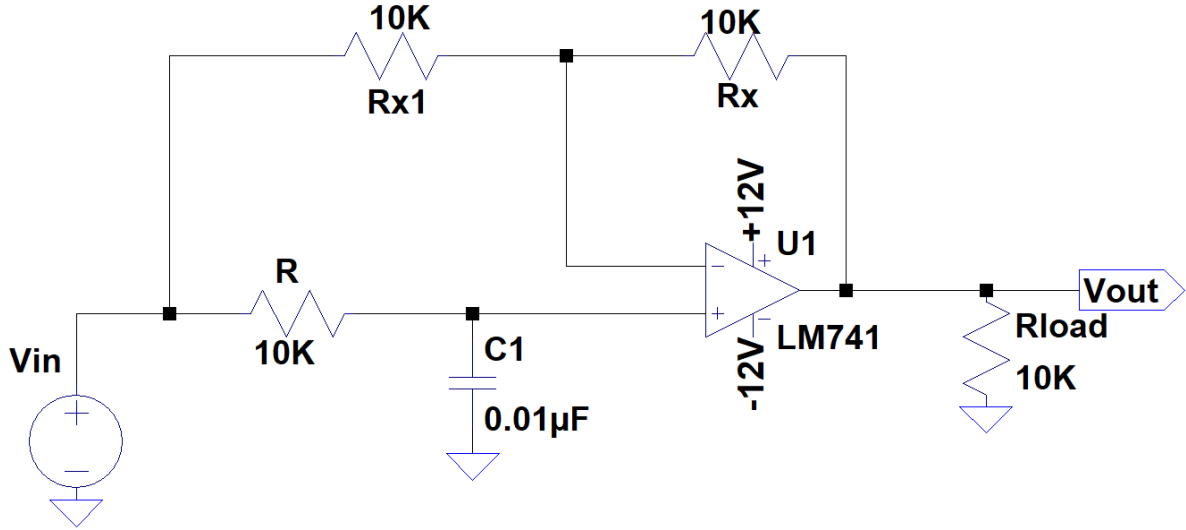 10K
10K
Rx1
Rx
+12V
U1
R
Vout
10K
-12V
LM741
Rload
Vin
C1
10K
0.01µF